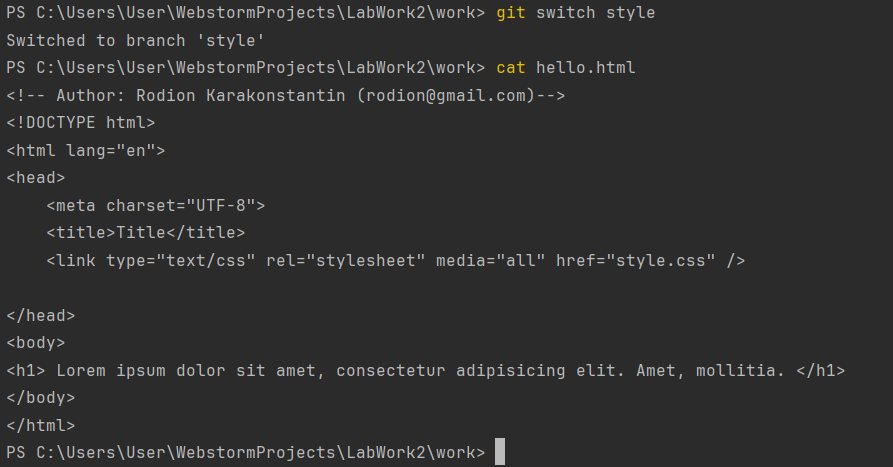 PS C:\Users\User\WebstormProjects\LabWork2\work> git switch style
Switched to branch 'style'
PS C:\Users\User\WebstormProjects\LabWork2\work> cat hello.html
<!-- Author: Rodion Karakonstantin (rodion@gmail.com)-->
<!DOCTYPE html>
<html lang="en">
<head>
    <meta charset="UTF-8">
    <title>Title</title>
    <link type="text/css" rel="stylesheet" media="all" href="style.css" />

</head>
<body>
<h1> Lorem ipsum dolor sit amet, consectetur adipisicing elit. Amet, mollitia. </h1>
</body>
</html>
PS C:\Users\User\WebstormProjects\LabWork2\work>